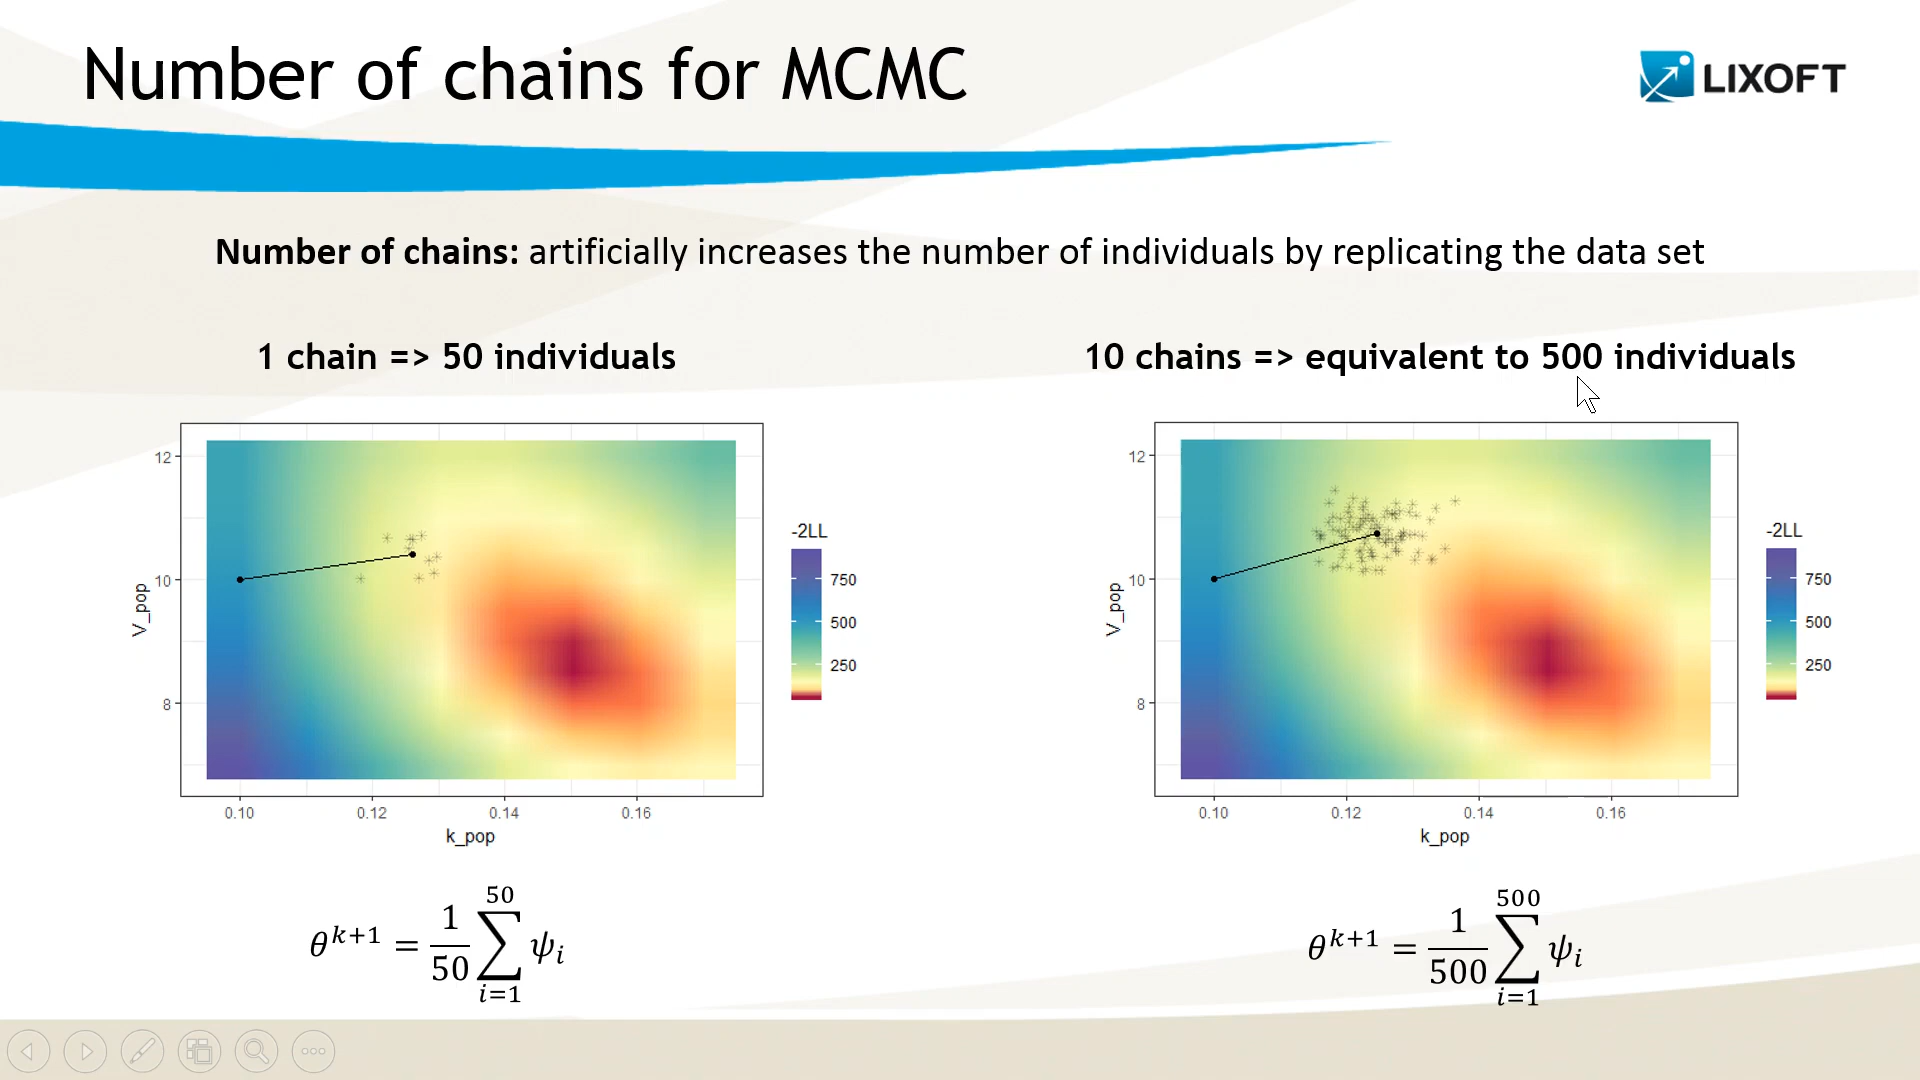 Number of chains for MCMC
LIXOFT
Number of chains: artificially increases the number of individuals by replicating the data set
1 chain => 50 individuals
12
10
8
V_pop
0.10 0.12 0.14 0.16
k_pop
-2LL
750
500
250
θ^{k+1} = \frac{1}{50} \sum_{i=1}^{50} ψ_i
10 chains => equivalent to 500 individuals
12
10
8
V_pop
0.10 0.12 0.14 0.16
k_pop
-2LL
750
500
250
θ^{k+1} = \frac{1}{500} \sum_{i=1}^{500} ψ_i